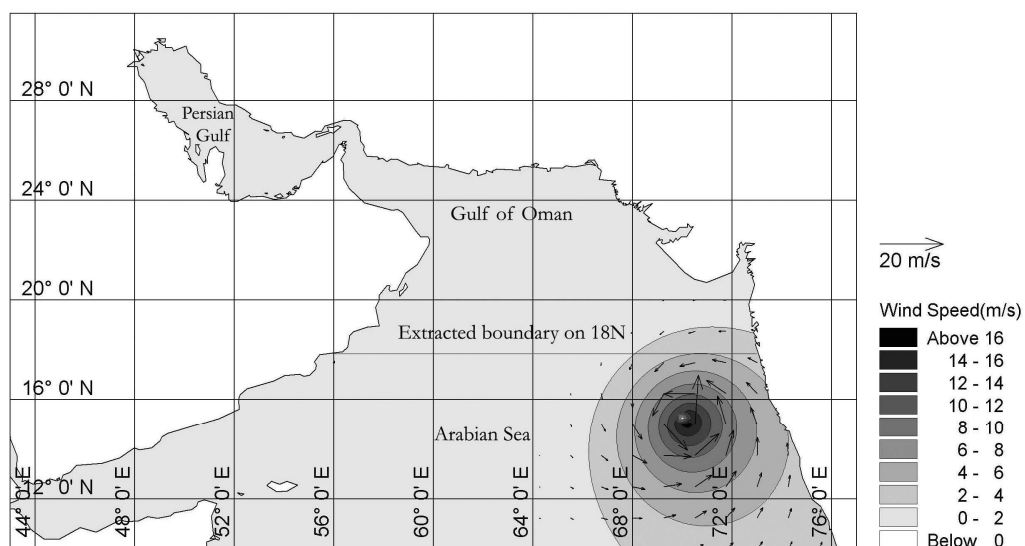 28° 0' N
Persian
Gulf
24° 0' N
Gulf of Oman
20° 0' N
Extracted boundary on 18N
16° 0' N
Arabian Sea
12° 0' N
44° 0' E
48° 0' E
52° 0' E
56° 0' E
60° 0' E
64° 0' E
68° 0' E
72° 0' E
76° 0' E
20 m/s
Wind Speed(m/s)
Above 16
14 - 16
12 - 14
10 - 12
8 - 10
6 - 8
4 - 6
2 - 4
0 - 2
Below 0